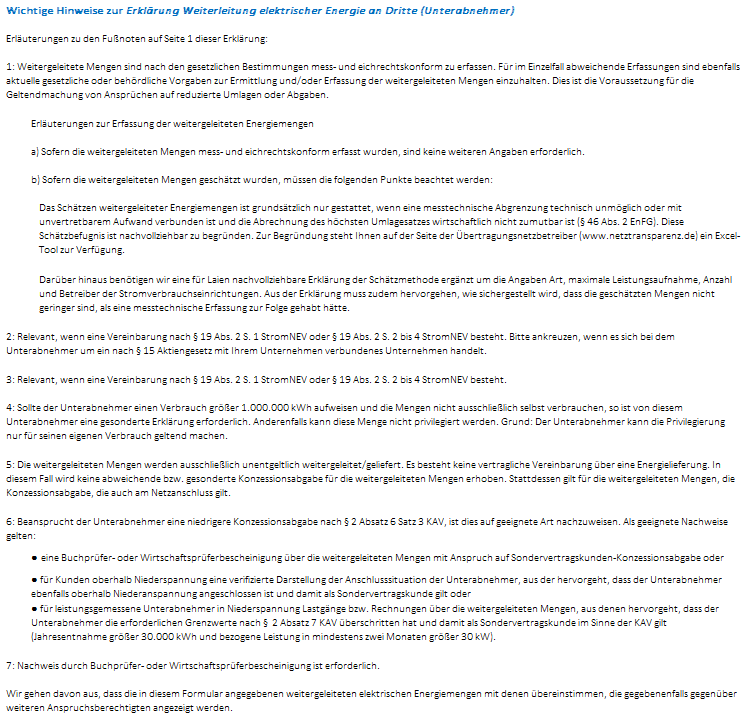 Wichtige Hinweise zur Erklärung Weiterleitung elektrischer Energie an Dritte (Unterabnehmer)
Erläuterungen zu den Fußnoten auf Seite 1 dieser Erklärung:
1: Weitergeleitete Mengen sind nach den gesetzlichen Bestimmungen mess- und eichrechtskonform zu erfassen. Für im Einzelfall abweichende Erfassungen sind ebenfalls
aktuelle gesetzliche oder behördliche Vorgaben zur Ermittlung und/oder Erfassung der weitergeleiteten Mengen einzuhalten. Dies ist die Voraussetzung für die
Geltendmachung von Ansprüchen auf reduzierte Umlagen oder Abgaben.
Erläuterungen zur Erfassung der weitergeleiteten Energiemengen
a) Sofern die weitergeleiteten Mengen mess- und eichrechtskonform erfasst wurden, sind keine weiteren Angaben erforderlich.
b) Sofern die weitergeleiteten Mengen geschätzt wurden, müssen die folgenden Punkte beachtet werden:
Das Schätzen weitergeleiteter Energiemengen ist grundsätzlich nur gestattet, wenn eine messtechnische Abgrenzung technisch unmöglich oder mit
unvertretbarem Aufwand verbunden ist und die Abrechnung des höchsten Umlagesatzes wirtschaftlich nicht zumutbar ist (§ 46 Abs. 2 EnFG). Diese
Schätzbefugnis ist nachvollziehbar zu begründen. Zur Begründung steht Ihnen auf der Seite der Übertragungsnetzbetreiber (www.netztransparenz.de) ein Excel-
Tool zur Verfügung.
Darüber hinaus benötigen wir eine für Laien nachvollziehbare Erklärung der Schätzmethode ergänzt um die Angaben Art, maximale Leistungsaufnahme, Anzahl
und Betreiber der Stromverbrauchseinrichtungen. Aus der Erklärung muss zudem hervorgehen, wie sichergestellt wird, dass die geschätzten Mengen nicht
geringer sind, als eine messtechnische Erfassung zur Folge gehabt hätte.
2: Relevant, wenn eine Vereinbarung nach § 19 Abs. 2 S. 1 StromNEV oder § 19 Abs. 2 S. 2 bis 4 StromNEV besteht. Bitte ankreuzen, wenn es sich bei dem
Unterabnehmer um ein nach § 15 Aktiengesetz mit Ihrem Unternehmen verbundenes Unternehmen handelt.
3: Relevant, wenn eine Vereinbarung nach § 19 Abs. 2 S. 1 StromNEV oder § 19 Abs. 2 S. 2 bis 4 StromNEV besteht.
4: Sollte der Unterabnehmer einen Verbrauch größer 1.000.000 kWh aufweisen und die Mengen nicht ausschließlich selbst verbrauchen, so ist von diesem
Unterabnehmer eine gesonderte Erklärung erforderlich. Anderenfalls kann diese Menge nicht privilegiert werden. Grund: Der Unterabnehmer kann die Privilegierung
nur für seinen eigenen Verbrauch geltend machen.
5: Die weitergeleiteten Mengen werden ausschließlich unentgeltlich weitergeleitet/geliefert. Es besteht keine vertragliche Vereinbarung über eine Energielieferung. In
diesem Fall wird keine abweichende bzw. gesonderte Konzessionsabgabe für die weitergeleiteten Mengen erhoben. Stattdessen gilt für die weitergeleiteten Mengen, die
Konzessionsabgabe, die auch am Netzanschluss gilt.
6: Beansprucht der Unterabnehmer eine niedrigere Konzessionsabgabe nach § 2 Absatz 6 Satz 3 KAV, ist dies auf geeignete Art nachzuweisen. Als geeignete Nachweise
gelten:
● eine Buchprüfer- oder Wirtschaftsprüferbescheinigung über die weitergeleiteten Mengen mit Anspruch auf Sondervertragskunden-Konzessionsabgabe oder
● für Kunden oberhalb Niederspannung eine verifizierte Darstellung der Anschlusssituation der Unterabnehmer, aus der hervorgeht, dass der Unterabnehmer
ebenfalls oberhalb Niederanspannung angeschlossen ist und damit als Sondervertragskunde gilt oder
● für leistungsgemessene Unterabnehmer in Niederspannung Lastgänge bzw. Rechnungen über die weitergeleiteten Mengen, aus denen hervorgeht, dass der
Unterabnehmer die erforderlichen Grenzwerte nach § 2 Absatz 7 KAV überschritten hat und damit als Sondervertragskunde im Sinne der KAV gilt
(Jahresentnahme größer 30.000 kWh und bezogene Leistung in mindestens zwei Monaten größer 30 kW).
7: Nachweis durch Buchprüfer- oder Wirtschaftsprüferbescheinigung ist erforderlich.
Wir gehen davon aus, dass die in diesem Formular angegebenen weitergeleiteten elektrischen Energiemengen mit denen übereinstimmen, die gegebenenfalls gegenüber
weiteren Anspruchsberechtigten angezeigt werden.